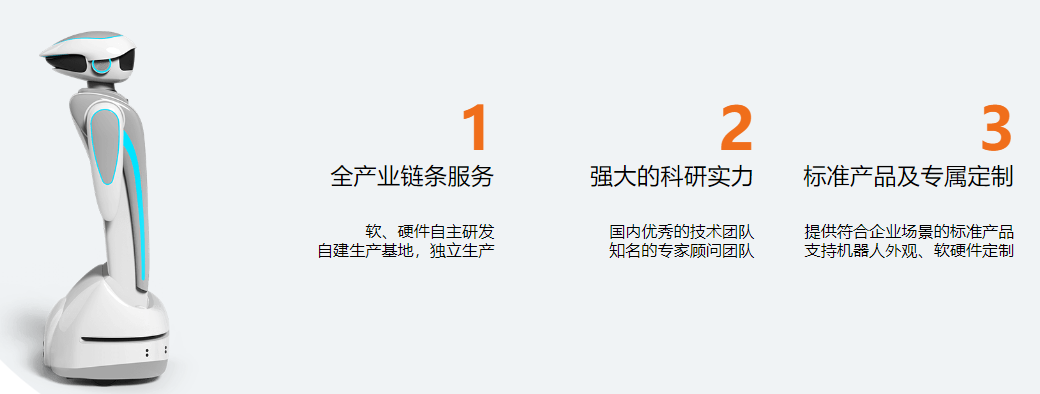 1
全产业链条服务
软、硬件自主研发
自建生产基地，独立生产
2
强大的科研实力
国内优秀的技术团队
知名的专家顾问团队
3
标准产品及专属定制
提供符合企业场景的标准产品
支持机器人外观、软硬件定制